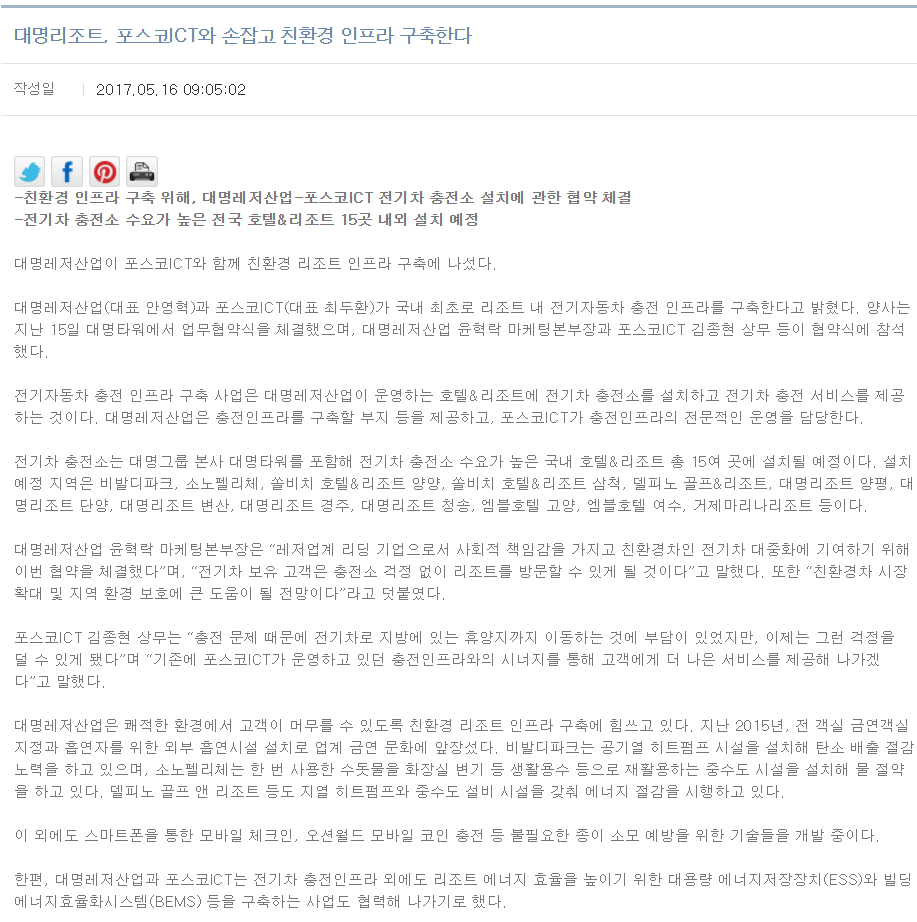 대명리조트, 포스코ICT와 손잡고 친환경 인프라 구축한다
작성일 2017.05.16 09:05:02
-친환경 인프라 구축 위해, 대명레저산업-포스코ICT 전기차 충전소 설치에 관한 협약 체결
-전기차 충전소 수요가 높은 전국 호텔&리조트 15곳 내외 설치 예정
대명레저산업이 포스코ICT와 함께 친환경 리조트 인프라 구축에 나섰다.
대명레저산업(대표 안영혁)과 포스코ICT(대표 최두환)가 국내 최초로 리조트 내 전기자동차 충전 인프라를 구축한다고 밝혔다. 양사는
지난 15일 대명타워에서 업무협약식을 체결했으며, 대명레저산업 윤혁락 마케팅본부장과 포스코ICT 김종현 상무 등이 협약식에 참석
했다.
전기자동차 충전 인프라 구축 사업은 대명레저산업이 운영하는 호텔&리조트에 전기차 충전소를 설치하고 전기차 충전 서비스를 제공
하는 것이다. 대명레저산업은 충전인프라를 구축할 부지 등을 제공하고, 포스코ICT가 충전인프라의 전문적인 운영을 담당한다.
전기차 충전소는 대명그룹 본사 대명타워를 포함해 전기차 충전소 수요가 높은 국내 호텔&리조트 총 15여 곳에 설치될 예정이다. 설치
예정 지역은 비발디파크, 소노펠리체, 쏠비치 호텔&리조트 양양, 쏠비치 호텔&리조트 삼척, 델피노 골프&리조트, 대명리조트 양평, 대
명리조트 단양, 대명리조트 변산, 대명리조트 경주, 대명리조트 청송, 엠블호텔 고양, 엠블호텔 여수, 거제마리나리조트 등이다.
대명레저산업 윤혁락 마케팅본부장은 “레저업계 리딩 기업으로서 사회적 책임감을 가지고 친환경차인 전기차 대중화에 기여하기 위해
이번 협약을 체결했다”며, “전기차 보유 고객은 충전소 걱정 없이 리조트를 방문할 수 있게 될 것이다”고 말했다. 또한 “친환경차 시장
확대 및 지역 환경 보호에 큰 도움이 될 전망이다”라고 덧붙였다.
포스코ICT 김종현 상무는 “충전 문제 때문에 전기차로 지방에 있는 휴양지까지 이동하는 것에 부담이 있었지만, 이제는 그런 걱정을
덜 수 있게 됐다”며 “기존에 포스코ICT가 운영하고 있던 충전인프라와의 시너지를 통해 고객에게 더 나은 서비스를 제공해 나가겠
다”고 말했다.
대명레저산업은 쾌적한 환경에서 고객이 머무를 수 있도록 친환경 리조트 인프라 구축에 힘쓰고 있다. 지난 2015년, 전 객실 금연객실
지정과 흡연자를 위한 외부 흡연시설 설치로 업계 금연 문화에 앞장섰다. 비발디파크는 공기열 히트펌프 시설을 설치해 탄소 배출 절감
노력을 하고 있으며, 소노펠리체는 한 번 사용한 수돗물을 화장실 변기 등 생활용수 등으로 재활용하는 중수도 시설을 설치해 물 절약
을 하고 있다. 델피노 골프 앤 리조트 등도 지열 히트펌프와 중수도 설비 시설을 갖춰 에너지 절감을 시행하고 있다.
이 외에도 스마트폰을 통한 모바일 체크인, 오션월드 모바일 코인 충전 등 불필요한 종이 소모 예방을 위한 기술들을 개발 중이다.
한편, 대명레저산업과 포스코ICT는 전기차 충전인프라 외에도 리조트 에너지 효율을 높이기 위한 대용량 에너지저장장치(ESS)와 빌딩
에너지효율화시스템(BEMS) 등을 구축하는 사업도 협력해 나가기로 했다.